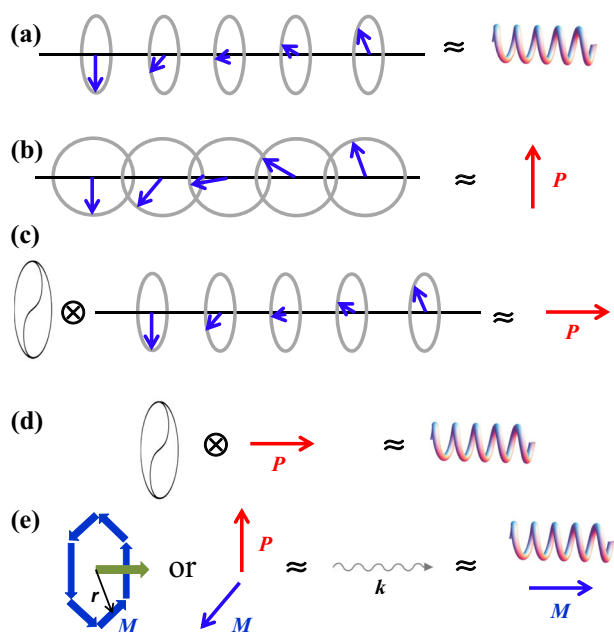 (a) ≈
(b) ≈ P
(c)
⊗ ≈ P
(d) ⊗ P ≈
(e) r M or P M ≈ k ≈ M